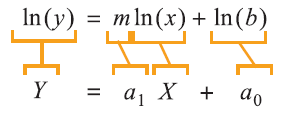 ln(y) = m ln(x) + ln(b)
Y = a₁ X + a₀